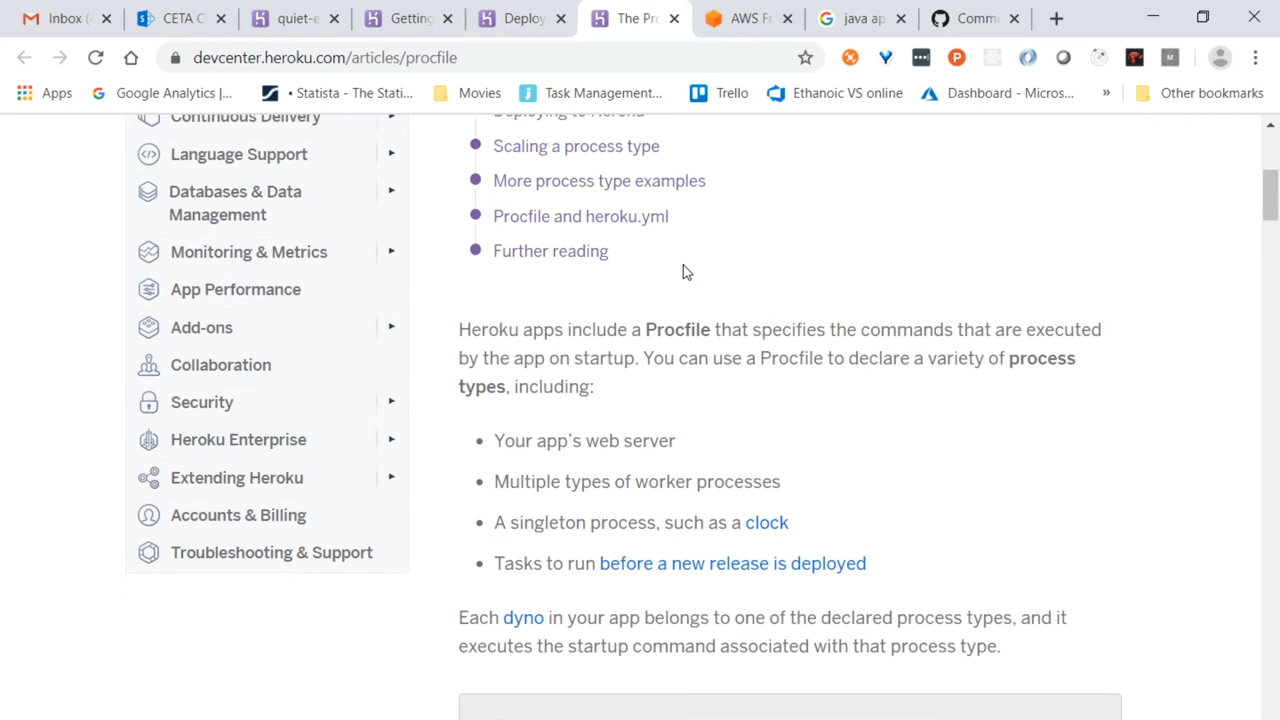 Inbox (
CETA C
quiet-e
Getting
Deploy
The Pro
AWS Fr
java ap
Commi
devcenter.heroku.com/articles/procfile
Apps
Google Analytics |...
• Statista - The Stati...
Movies
Task Management...
Trello
Ethanoic VS online
Dashboard - Micros...
»
Other bookmarks
Continuous Delivery
Language Support
Databases & Data
Management
Monitoring & Metrics
App Performance
Add-ons
Collaboration
Security
Heroku Enterprise
Extending Heroku
Accounts & Billing
Troubleshooting & Support
Deploying to Heroku
Scaling a process type
More process type examples
Procfile and heroku.yml
Further reading
Heroku apps include a Procfile that specifies the commands that are executed
by the app on startup. You can use a Procfile to declare a variety of process
types, including:
• Your app's web server
• Multiple types of worker processes
• A singleton process, such as a clock
• Tasks to run before a new release is deployed
Each dyno in your app belongs to one of the declared process types, and it
executes the startup command associated with that process type.